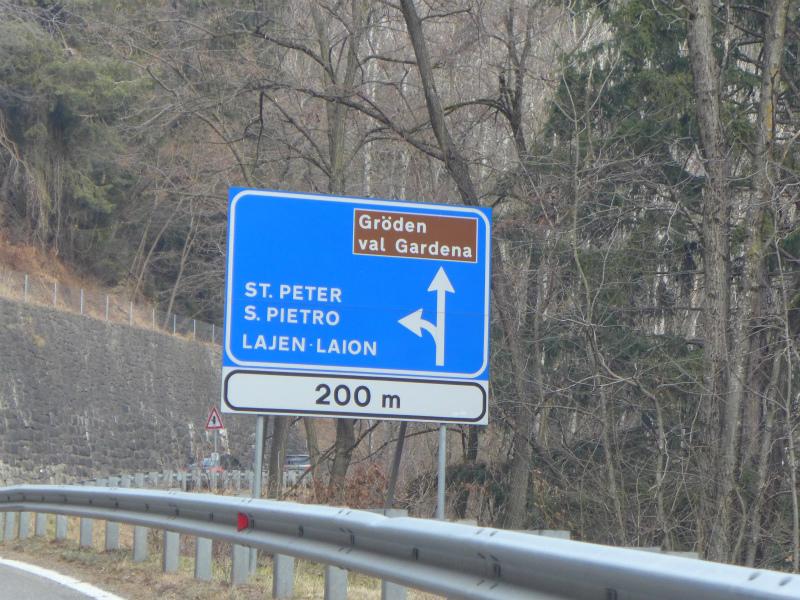 Gröden
val Gardena
ST. PETER
S. PIETRO
LAJEN-LAION
200 m